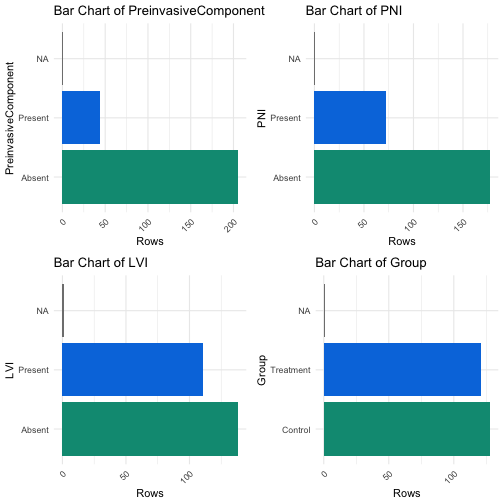 Bar Chart of PreinvasiveComponent
PreinvasiveComponent
NA
Present
Absent
0
50
100
150
200
Rows
Bar Chart of PNI
PNI
NA
Present
Absent
0
50
100
150
Rows
Bar Chart of LVI
LVI
NA
Present
Absent
0
100
Rows
Bar Chart of Group
Group
NA
Treatment
Control
0
100
Rows